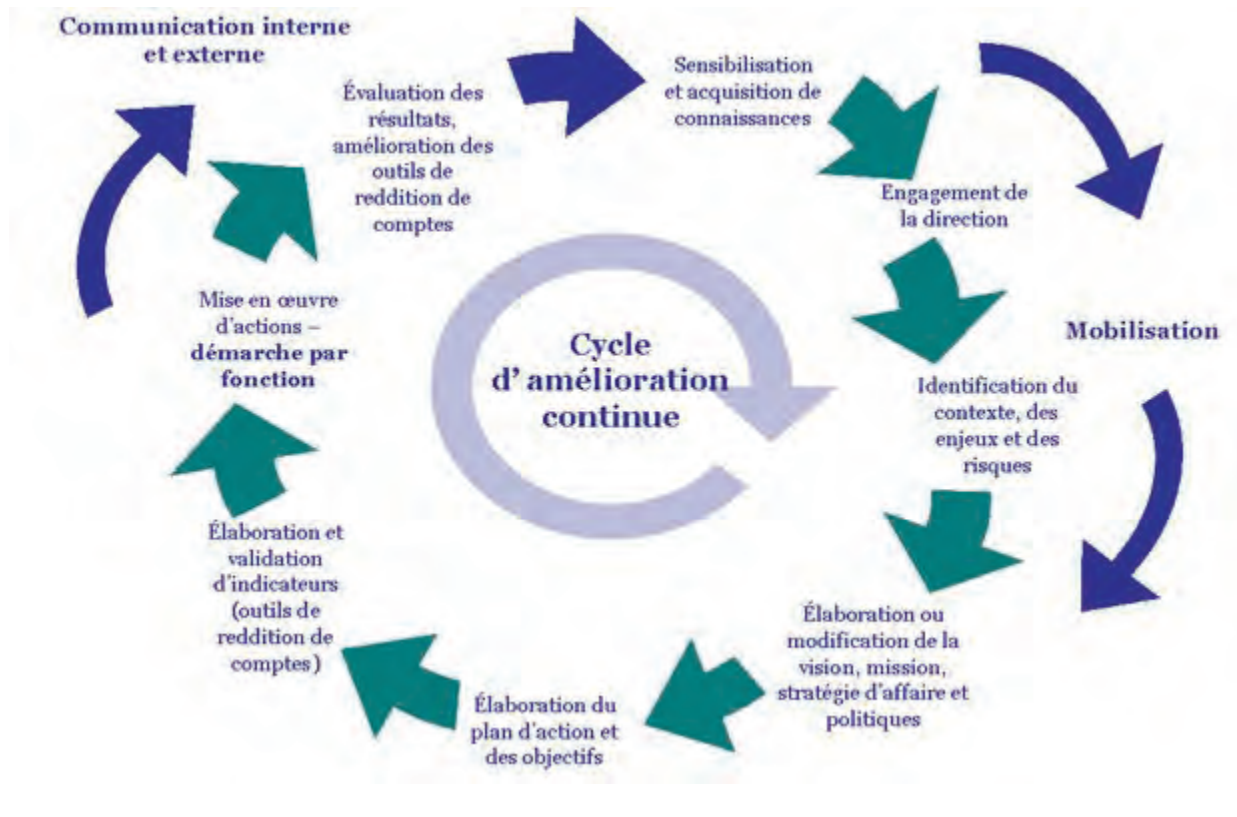 Communication interne
et externe
Évaluation des
résultats,
amélioration des
outils de
reddition de
comptes
Sensibilisation
et acquisition de
connaissances
Engagement de
la direction
Mobilisation
Identification du
contexte, des
enjeux et des
risques
Élaboration ou
modification de la
vision, mission,
stratégie d'affaire et
politiques
Élaboration du
plan d'action et
des objectifs
Élaboration et
validation
d'indicateurs
(outils de
reddition de
comptes)
Mise en œuvre
d'actions –
démarche par
fonction
Cycle
d' amélioration
continue